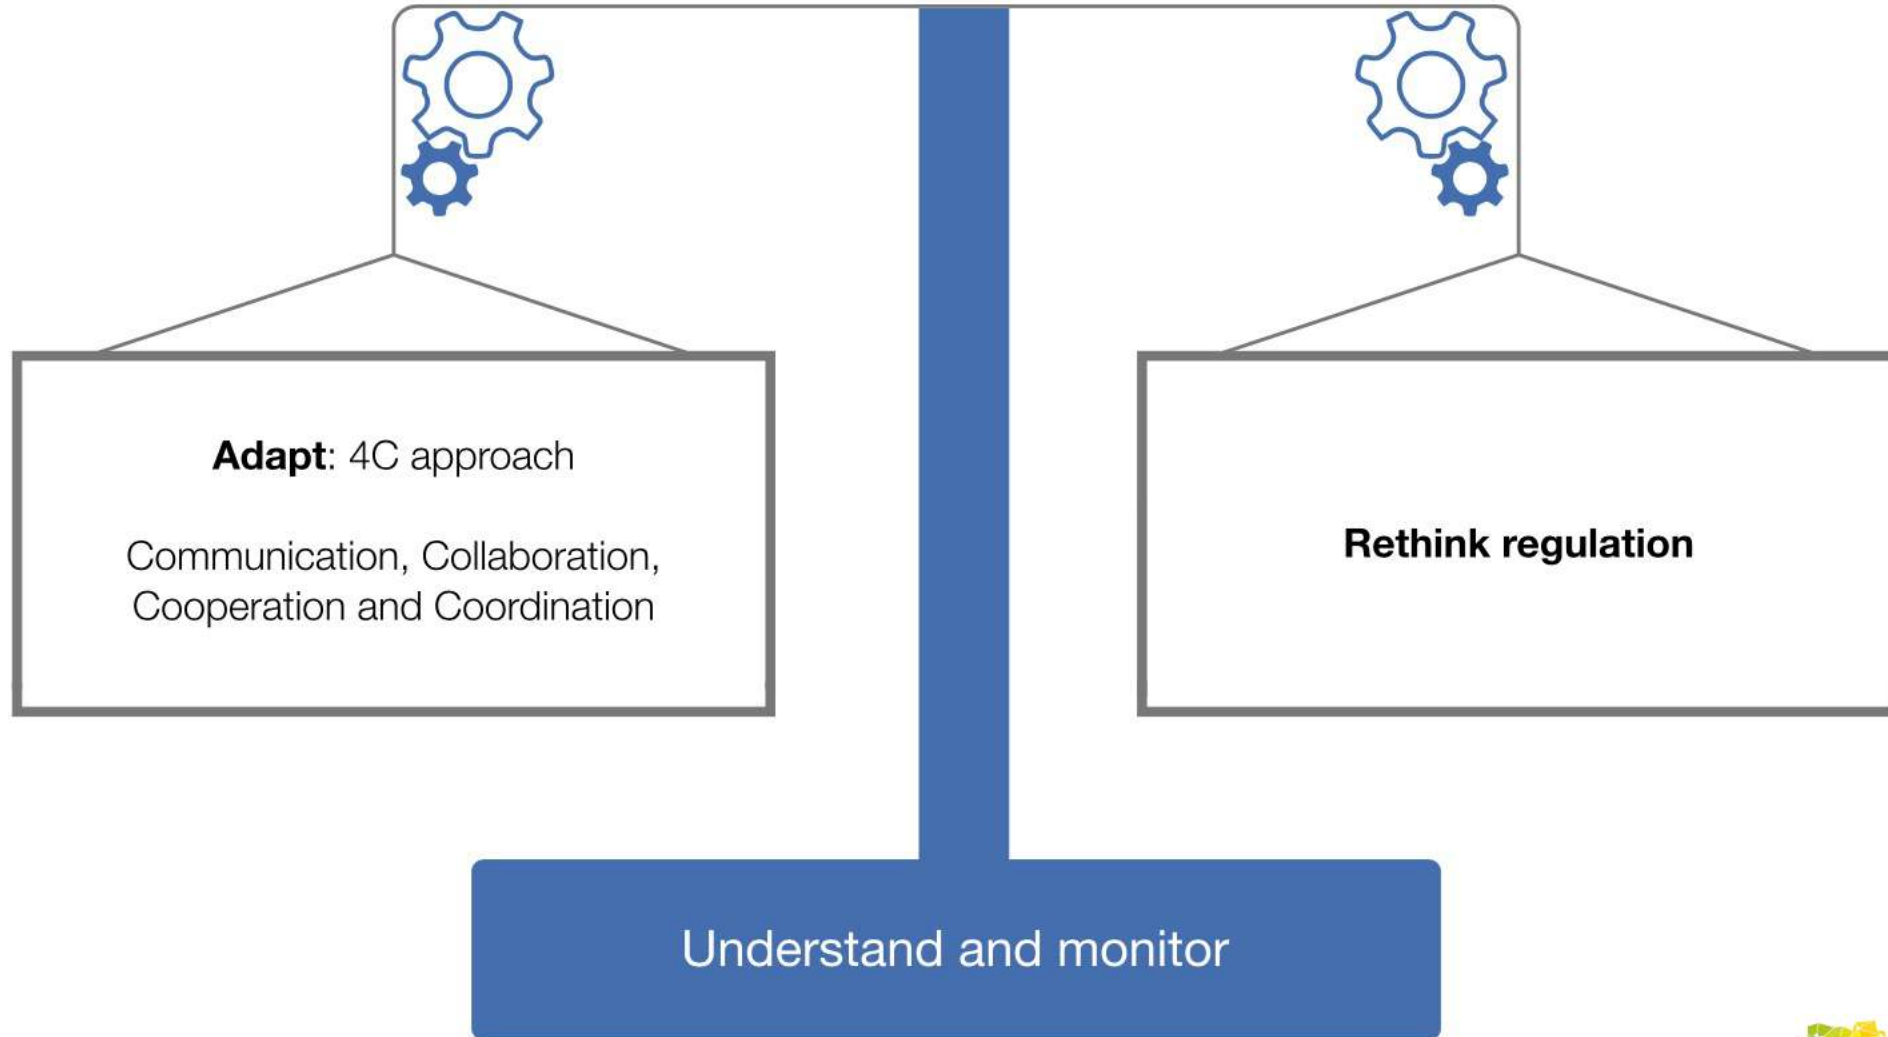 Adapt: 4C approach
Communication, Collaboration,
Cooperation and Coordination
Rethink regulation
Understand and monitor